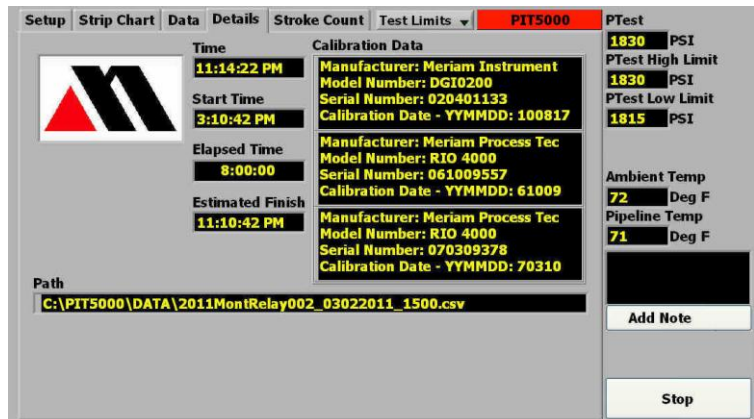 Setup Strip Chart Data Details Stroke Count Test Limits PIT5000
Time
11:14:22 PM
Start Time
3:10:42 PM
Elapsed Time
8:00:00
Estimated Finish
11:10:42 PM
Calibration Data
Manufacturer: Meriam Instrument
Model Number: DGI0200
Serial Number: 020401133
Calibration Date - YYMMDD: 100817
Manufacturer: Meriam Process Tec
Model Number: RIO 4000
Serial Number: 061009557
Calibration Date - YYMMDD: 61009
Manufacturer: Meriam Process Tec
Model Number: RIO 4000
Serial Number: 070309378
Calibration Date - YYMMDD: 70310
Path
C:\PIT5000\DATA\2011MontRelay002_03022011_1500.csv
PTest
1830 PSI
PTest High Limit
1830 PSI
PTest Low Limit
1815 PSI
Ambient Temp
72 Deg F
Pipeline Temp
71 Deg F
Add Note
Stop